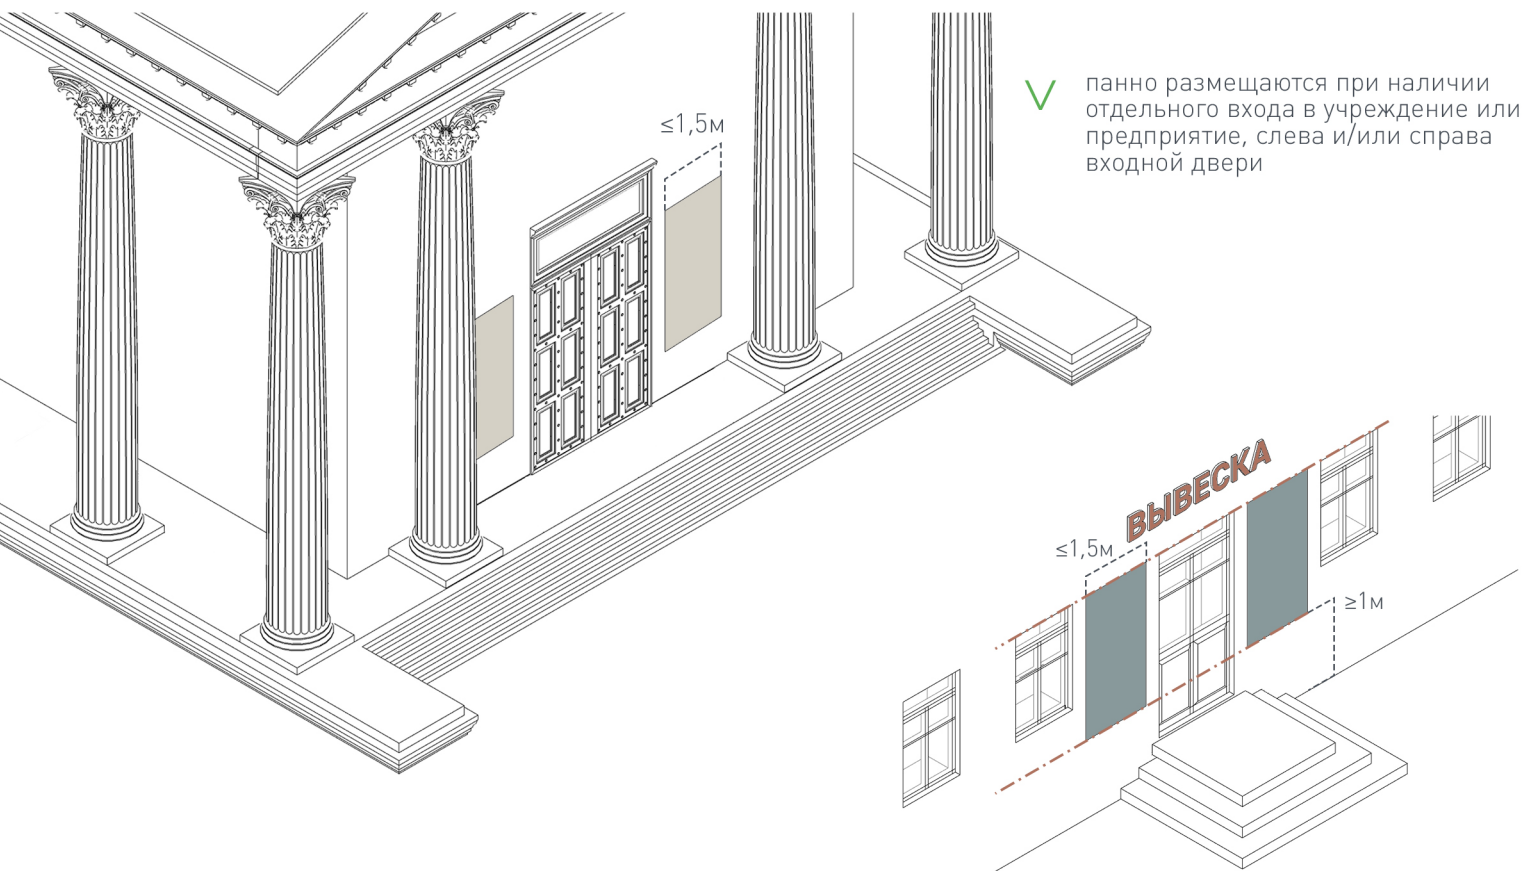 ≤1,5м
панно размещаются при наличии
отдельного входа в учреждение или
предприятие, слева и/или справа
входной двери
ВЫВЕСКА
≤1,5м
≥1м